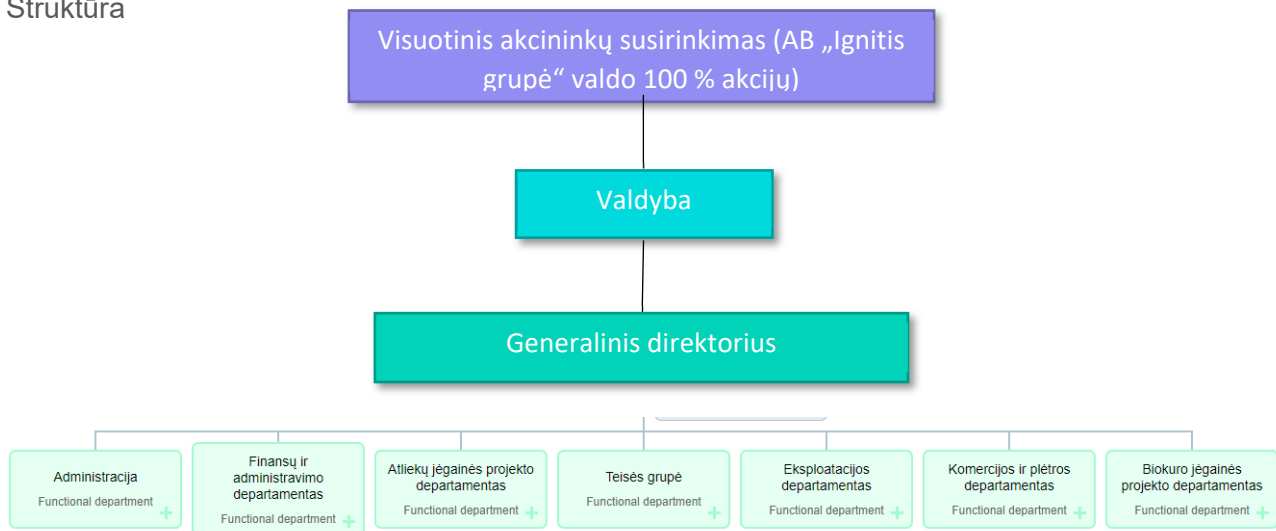 Struktūra
Visuotinis akcininkų susirinkimas (AB „Ignitis
grupė“ valdo 100 % akcijų)
Valdyba
Generalinis direktorius
Administracija
Functional department
Finansų ir
administravimo
departamentas
Functional department
Atliekų jėgainės projekto
departamentas
Functional department
Teisės grupė
Functional department
Eksploatacijos
departamentas
Functional department
Komercijos ir plėtros
departamentas
Functional department
Biokuro jėgainės
projekto departamentas
Functional department